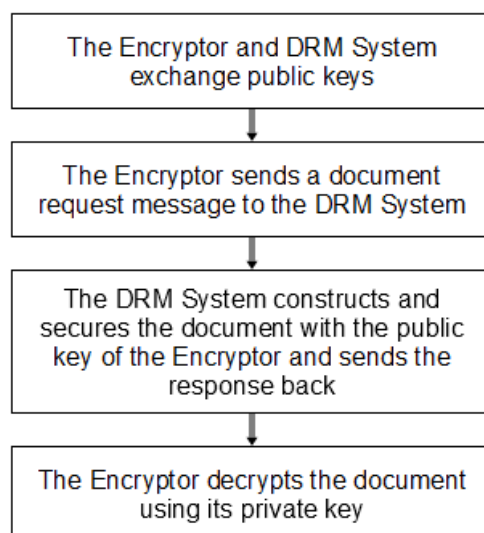 The Encryptor and DRM System
exchange public keys
The Encryptor sends a document
request message to the DRM System
The DRM System constructs and
secures the document with the public
key of the Encryptor and sends the
response back
The Encryptor decrypts the document
using its private key